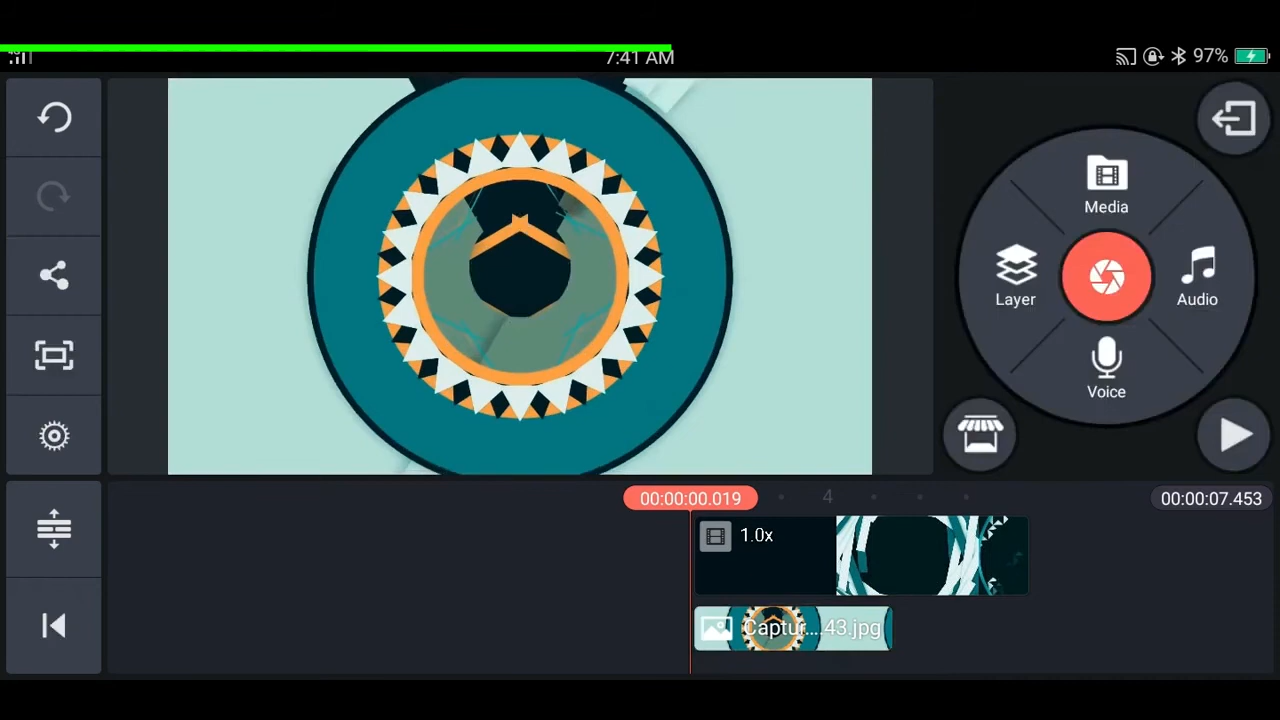 7:41 AM
97%
Media
Layer
Audio
Voice
00:00:00.019
4
00:00:07.453
1.0x
Captur....43.jpg